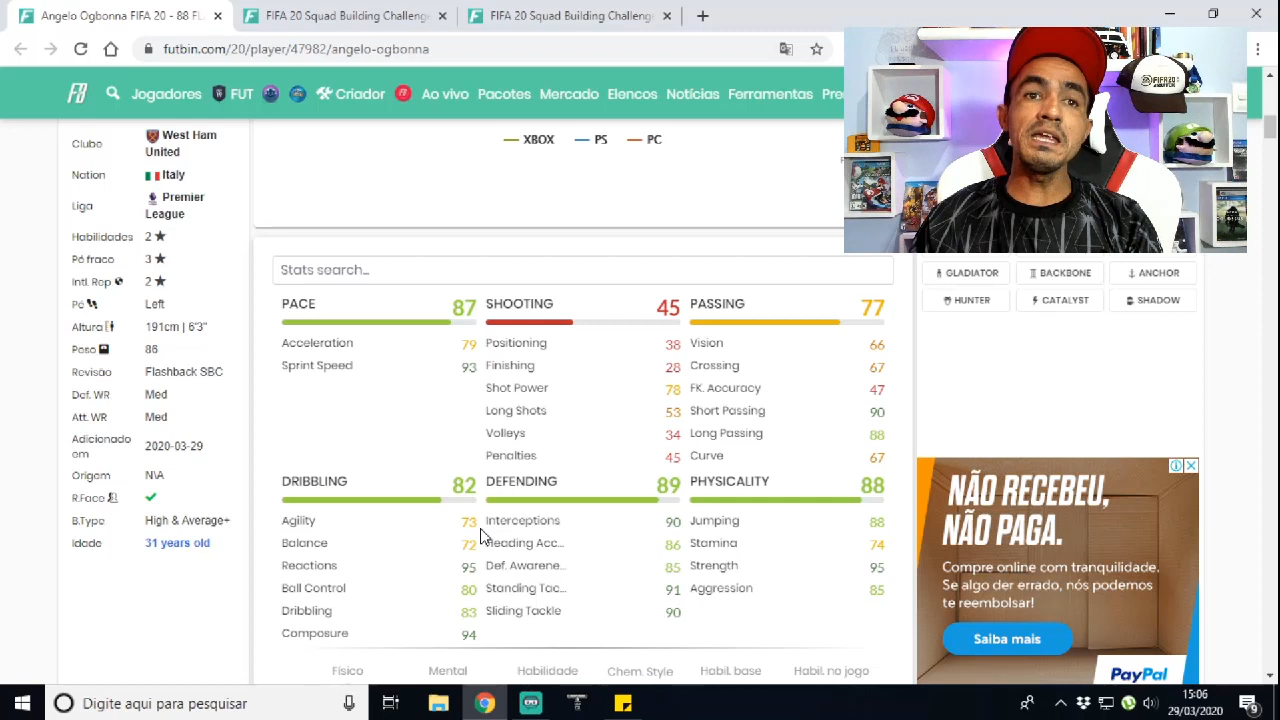 Angelo Ogbonna FIFA 20 - 88 FL
FIFA 20 Squad Building Challeng
FIFA 20 Squad Building Challeng
futbin.com/20/player/47982/angelo-ogbonna
Jogadores
FUT
Criador
Ao vivo
Pacotes
Mercado
Elencos
Notícias
Ferramentas
Pre
Clube
West Ham
United
Nation
Italy
Liga
Premier
League
Habilidades
2
Pé fraco
3
Intl. Rep
2
Pé
Left
Altura
191cm | 6'3"
Peso
86
Revisão
Flashback SBC
Def. WR
Med
Att. WR
Med
Adicionado
em
2020-03-29
Origem
N\A
R.Face
B.Type
High & Average+
Idade
31 years old
XBOX
PS
PC
Stats search...
PACE
87
Acceleration
79
Sprint Speed
93
SHOOTING
45
Positioning
38
Finishing
28
Shot Power
78
Long Shots
53
Volleys
34
Penalties
45
PASSING
77
Vision
66
Crossing
67
FK. Accuracy
47
Short Passing
90
Long Passing
88
Curve
67
DRIBBLING
82
Agility
73
Balance
72
Reactions
95
Ball Control
80
Dribbling
83
Composure
94
DEFENDING
89
Interceptions
90
Heading Acc...
86
Def. Awarene...
85
Standing Tac...
91
Sliding Tackle
90
PHYSICALITY
88
Jumping
88
Stamina
74
Strength
95
Aggression
85
Físico
Mental
Habilidade
Chem. Style
Habil. base
Habil. no jogo
GLADIATOR
BACKBONE
ANCHOR
HUNTER
CATALYST
SHADOW
NÃO RECEBEU,
NÃO PAGA.
Compre online com tranquilidade.
Se algo der errado, nós podemos
te reembolsar!
Saiba mais
PayPal
Digite aqui para pesquisar
15:06
29/03/2020
9